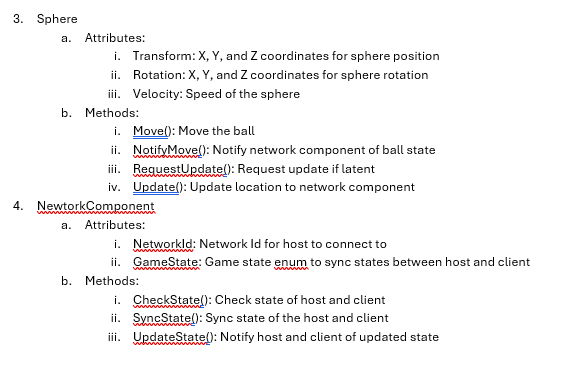 3. Sphere
a. Attributes:
i. Transform: X, Y, and Z coordinates for sphere position
ii. Rotation: X, Y, and Z coordinates for sphere rotation
iii. Velocity: Speed of the sphere
b. Methods:
i. Move(): Move the ball
ii. NotifyMove(): Notify network component of ball state
iii. RequestUpdate(): Request update if latent
iv. Update(): Update location to network component
4. NewtorkComponent
a. Attributes:
i. NetworkId: Network Id for host to connect to
ii. GameState: Game state enum to sync states between host and client
b. Methods:
i. CheckState(): Check state of host and client
ii. SyncState(): Sync state of the host and client
iii. UpdateState(): Notify host and client of updated state